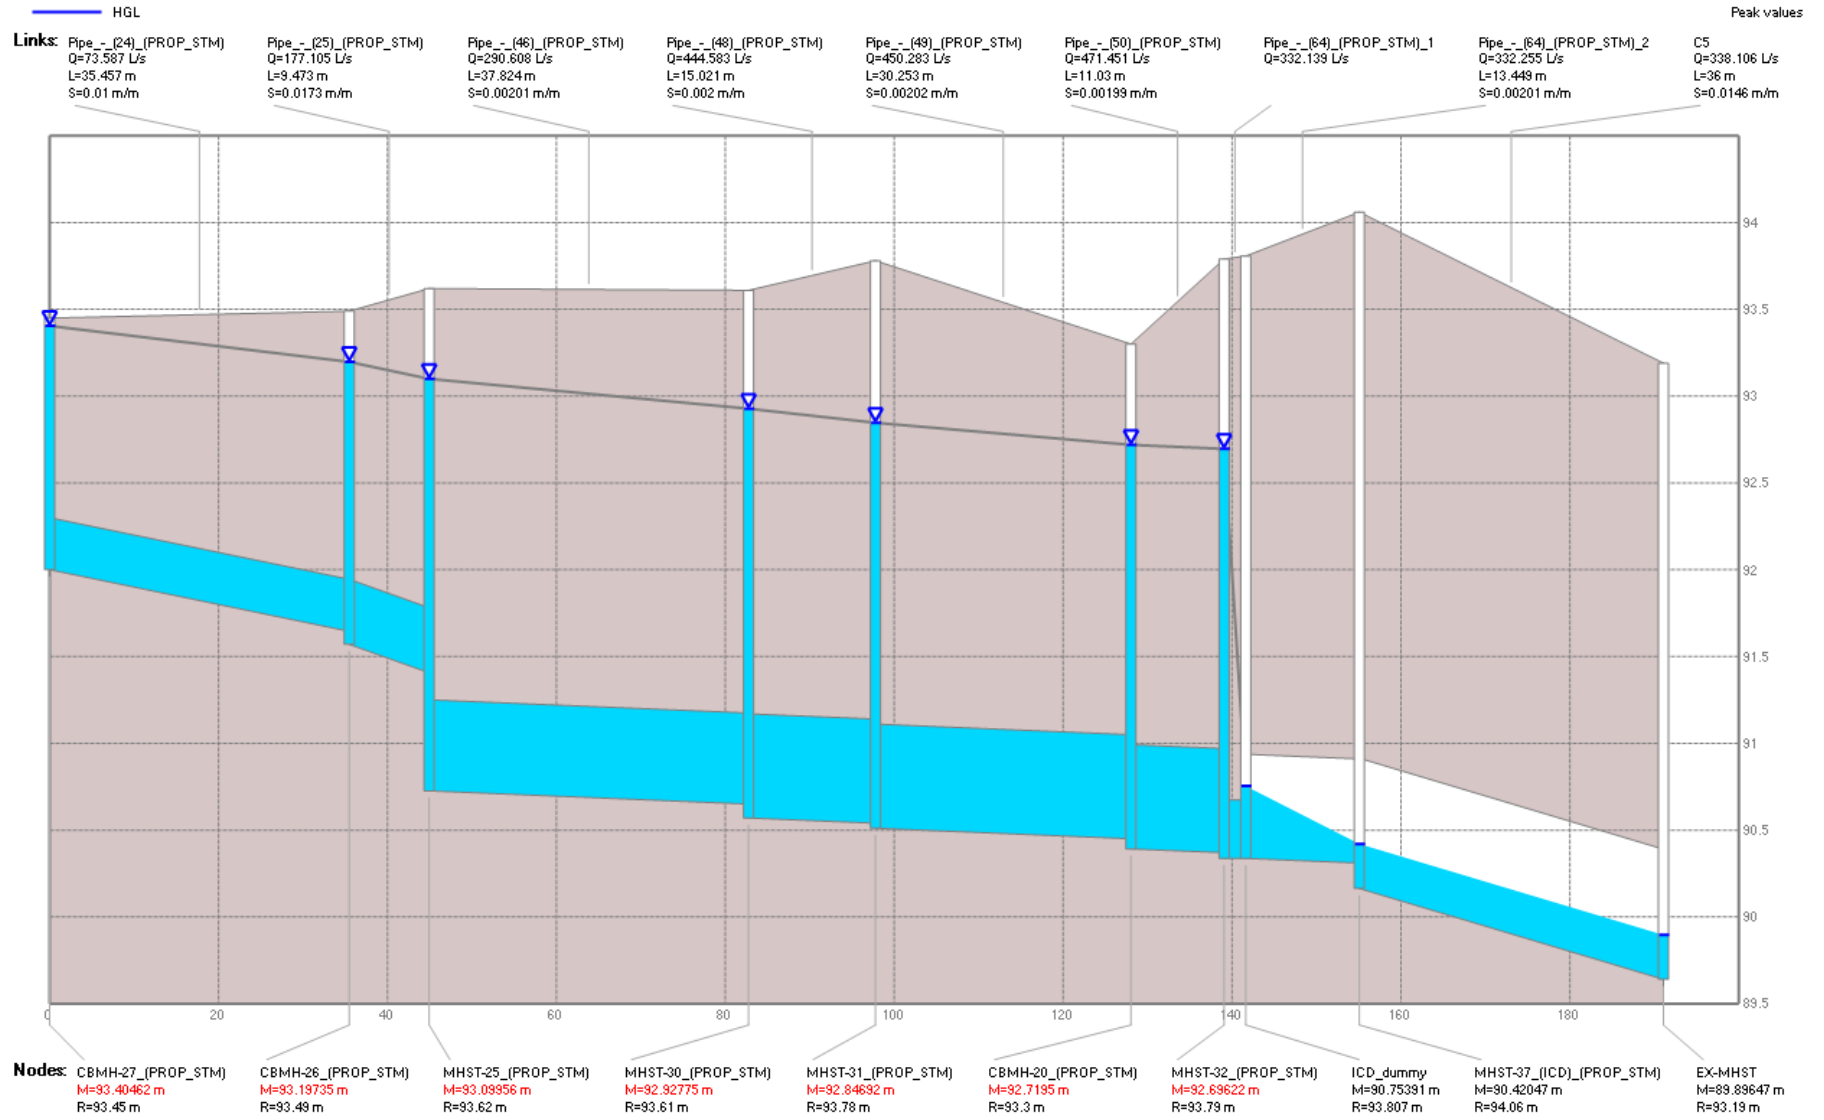 HGL
Peak values
Links:
Pipe_-_(24)_(PROP_STM)
Q=73.587 L/s
L=35.457 m
S=0.01 m/m
Pipe_-_(25)_(PROP_STM)
Q=177.105 L/s
L=9.473 m
S=0.0173 m/m
Pipe_-_(46)_(PROP_STM)
Q=290.608 L/s
L=37.824 m
S=0.00201 m/m
Pipe_-_(48)_(PROP_STM)
Q=444.583 L/s
L=15.021 m
S=0.002 m/m
Pipe_-_(49)_(PROP_STM)
Q=450.283 L/s
L=30.253 m
S=0.00202 m/m
Pipe_-_(50)_(PROP_STM)
Q=471.451 L/s
L=11.03 m
S=0.00199 m/m
Pipe_-_(64)_(PROP_STM)_1
Q=332.139 L/s
Pipe_-_(64)_(PROP_STM)_2
Q=332.255 L/s
L=13.449 m
S=0.00201 m/m
C5
Q=338.106 L/s
L=36 m
S=0.0146 m/m
94
93.5
93
92.5
92
91.5
91
90.5
90
89.5
0 20 40 60 80 100 120 140 160 180
Nodes:
CBMH-27_(PROP_STM)
M=93.40462 m
R=93.45 m
CBMH-26_(PROP_STM)
M=93.19735 m
R=93.49 m
MHST-25_(PROP_STM)
M=93.09956 m
R=93.62 m
MHST-30_(PROP_STM)
M=92.92775 m
R=93.61 m
MHST-31_(PROP_STM)
M=92.84692 m
R=93.78 m
CBMH-20_(PROP_STM)
M=92.7195 m
R=93.3 m
MHST-32_(PROP_STM)
M=92.69622 m
R=93.79 m
ICD_dummy
M=90.75391 m
R=93.807 m
MHST-37_(ICD)_(PROP_STM)
M=90.42047 m
R=94.06 m
EX-MHST
M=89.89647 m
R=93.19 m